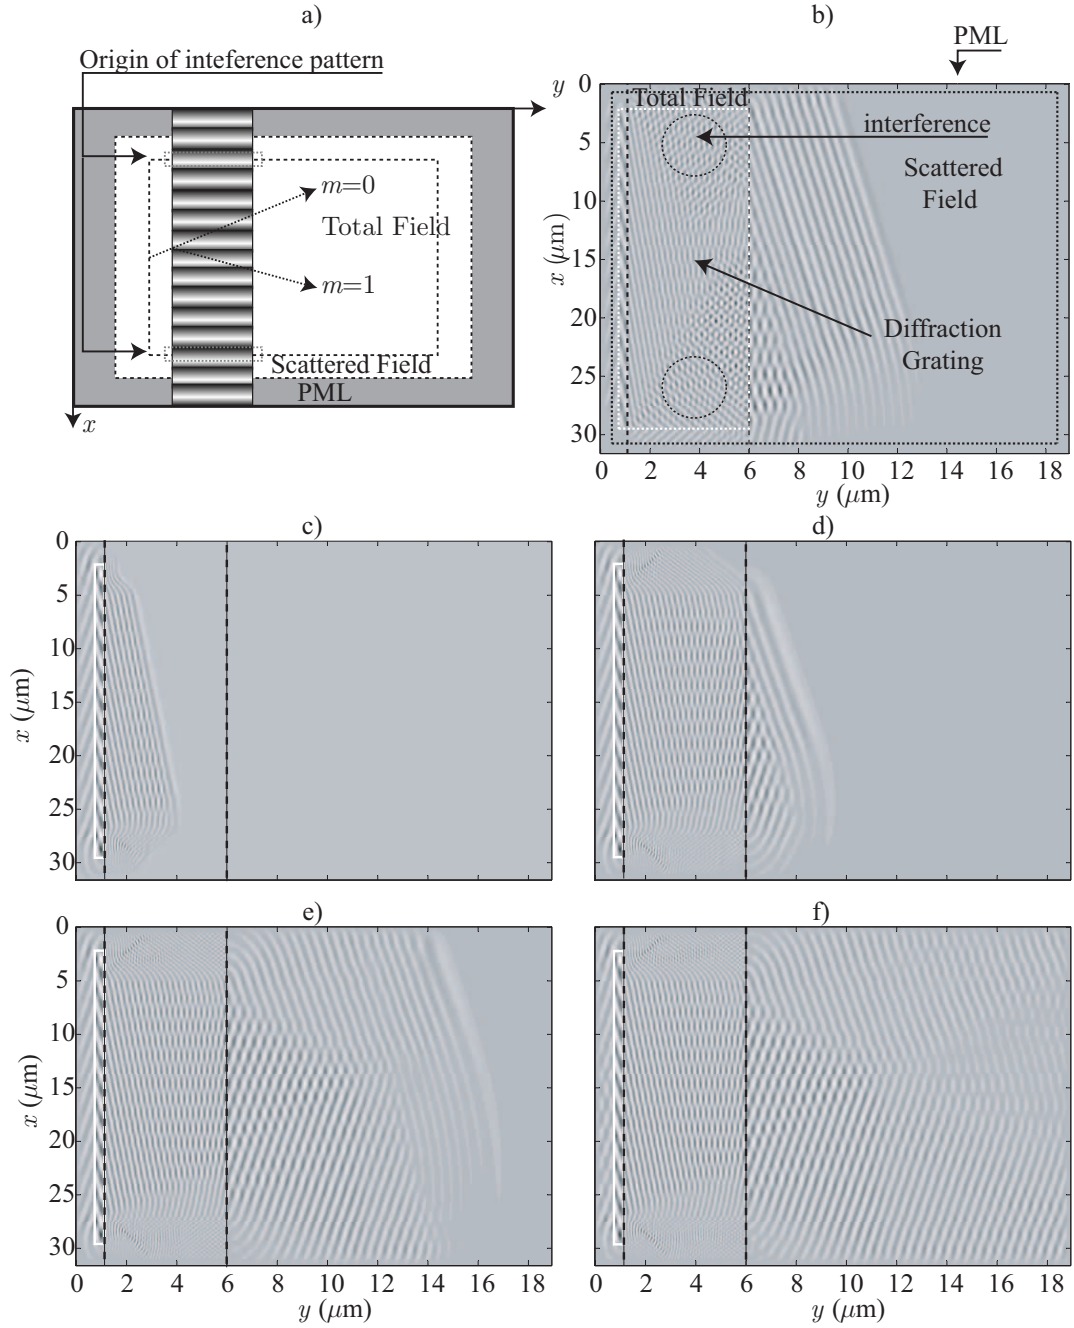 a)
Origin of inteference pattern
y
m=0
Total Field
m=1
Scattered Field
PML
x
b)
PML
0
5
10
15
20
25
30
x (μm)
Total Field
interference
Scattered
Field
Diffraction
Grating
0 2 4 6 8 10 12 14 16 18
y (μm)
c)
0
5
10
15
20
25
30
x (μm)
d)
e)
0
5
10
15
20
25
30
x (μm)
0 2 4 6 8 10 12 14 16 18
y (μm)
f)
0 2 4 6 8 10 12 14 16 18
y (μm)